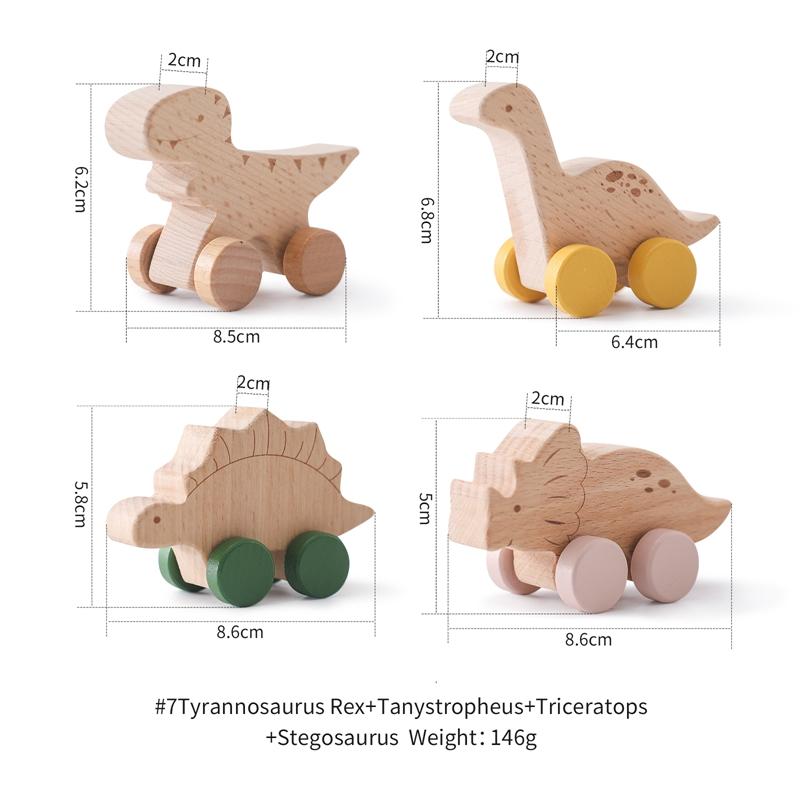 2cm
6.2cm
8.5cm
2cm
6.8cm
6.4cm
2cm
5.8cm
8.6cm
2cm
5cm
8.6cm
#7Tyrannosaurus Rex+Tanystropheus+Triceratops
+Stegosaurus Weight: 146g